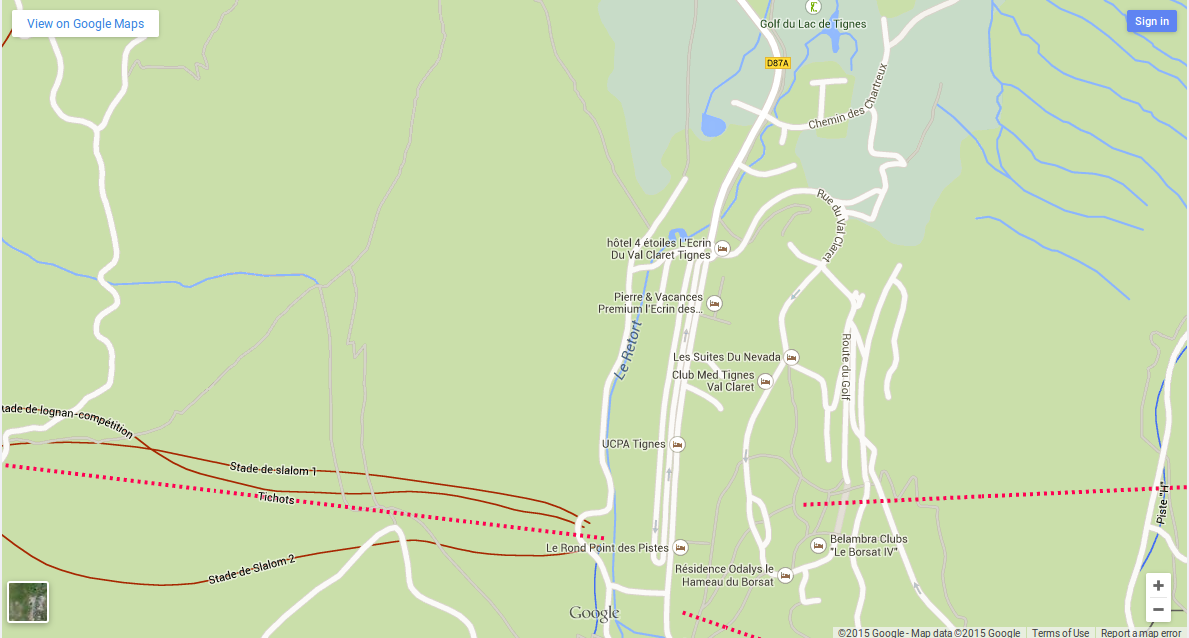 View on Google Maps
Sign in
Golf du Lac de Tignes
D87A
Chemin des Chartreux
Rue du Val Claret
hôtel 4 étoiles L'Ecrin
Du Val Claret Tignes
Pierre & Vacances
Premium l'Ecrin des...
Le Retort
Les Suites Du Nevada
Route du Golf
Club Med Tignes
Val Claret
tade de lognan-compétition
UCPA Tignes
Stade de slalom 1
Tichots
Piste "H"
Le Rond Point des Pistes
Belambra Clubs
"Le Borsat IV"
Stade de Slalom 2
Résidence Odalys le
Hameau du Borsat
Google
+
−
©2015 Google - Map data ©2015 Google
Terms of Use
Report a map error